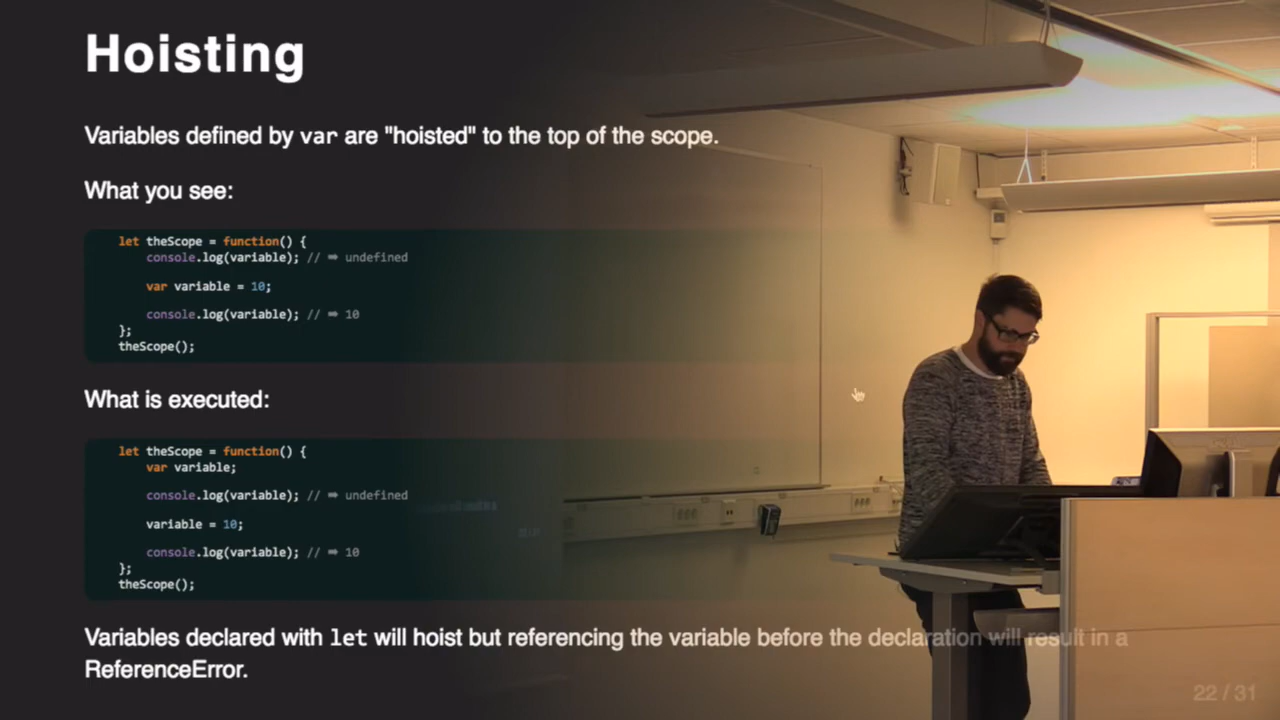 Hoisting
Variables defined by var are "hoisted" to the top of the scope.
What you see:
let theScope = function() {
console.log(variable); // ➡ undefined
var variable = 10;
console.log(variable); // ➡ 10
};
theScope();
What is executed:
let theScope = function() {
var variable;
console.log(variable); // ➡ undefined
variable = 10;
console.log(variable); // ➡ 10
};
theScope();
Variables declared with let will hoist but referencing the variable before the declaration will result in a
ReferenceError.
22 / 31